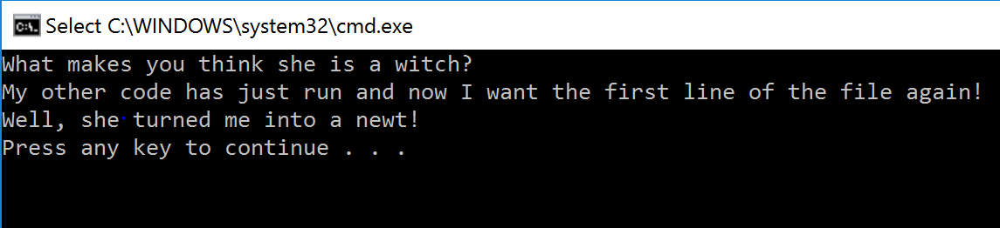 Select C:\WINDOWS\system32\cmd.exe
What makes you think she is a witch?
My other code has just run and now I want the first line of the file again!
Well, she turned me into a newt!
Press any key to continue . . .